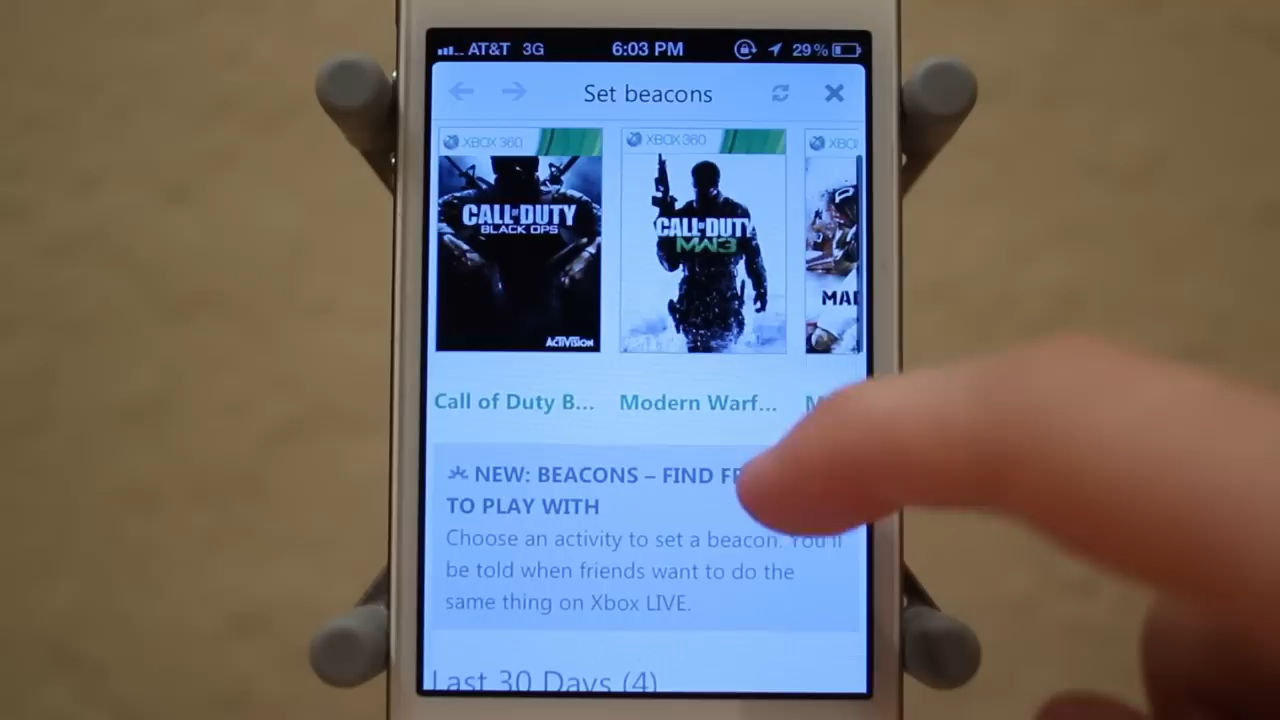 AT&T 3G 6:03 PM 29%
Set beacons
XBOX 360
XBOX 360
XBO
CALL OF DUTY
BLACK OPS
ACTIVISION
CALL OF DUTY
MW3
MAD
Call of Duty B...
Modern Warf...
M
NEW: BEACONS – FIND FR
TO PLAY WITH
Choose an activity to set a beacon. You'll
be told when friends want to do the
same thing on Xbox LIVE.
Last 30 Days (4)